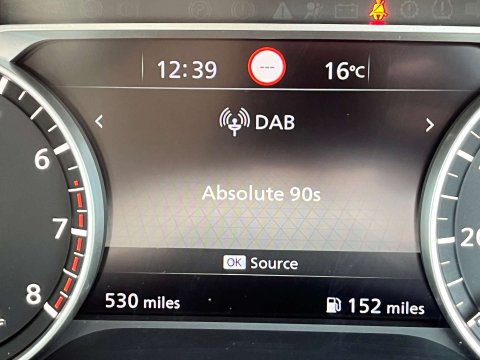 12:39 --- 16°C
< DAB >
Absolute 90s
OK Source
530 miles 152 miles
6
7
8